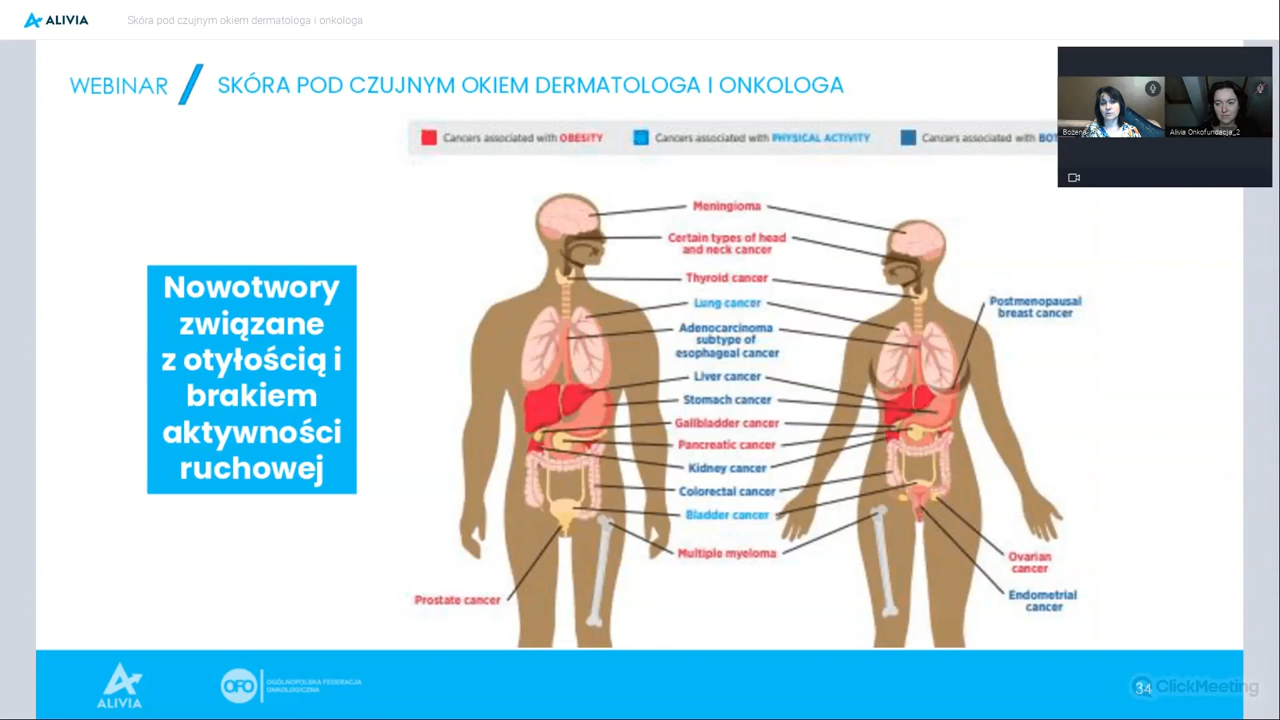 ALIVIA
Skóra pod czujnym okiem dermatologa i onkologa
WEBINAR / SKÓRA POD CZUJNYM OKIEM DERMATOLOGA I ONKOLOGA
Cancers associated with OBESITY
Cancers associated with PHYSICAL ACTIVITY
Cancers associated with
Bożena
Alivia Onkofundacja_2
Nowotwory
związane
z otyłością i
brakiem
aktywności
ruchowej
Meningioma
Certain types of head
and neck cancer
Thyroid cancer
Lung cancer
Adenocarcinoma
subtype of
esophageal cancer
Liver cancer
Stomach cancer
Gallbladder cancer
Pancreatic cancer
Kidney cancer
Colorectal cancer
Bladder cancer
Multiple myeloma
Prostate cancer
Postmenopausal
breast cancer
Ovarian
cancer
Endometrial
cancer
ALIVIA
OFO
OGÓLNOPOLSKA FEDERACJA
ONKOLOGICZNA
34
ClickMeeting